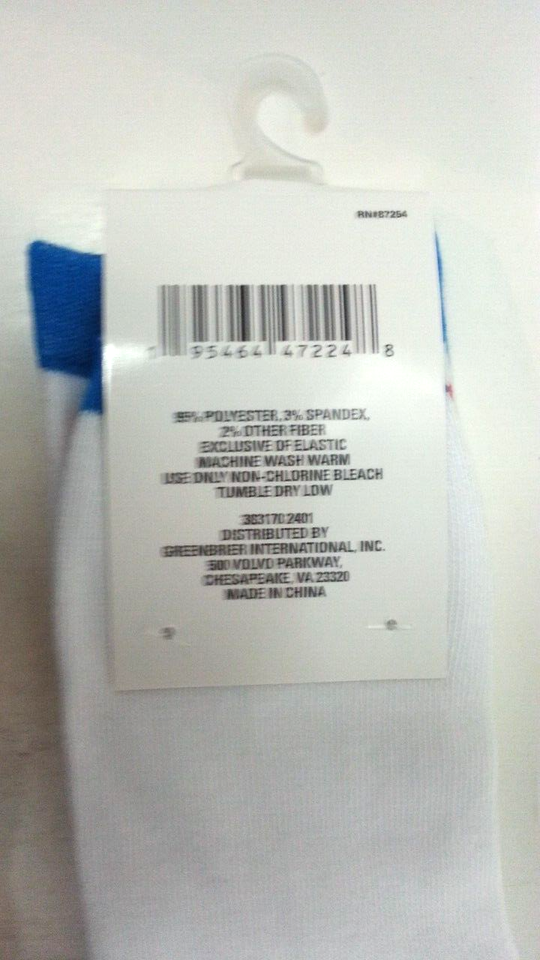 RN#87254
1 95464 47224 8
95% POLYESTER, 3% SPANDEX,
2% OTHER FIBER
EXCLUSIVE OF ELASTIC
MACHINE WASH WARM
USE ONLY NON-CHLORINE BLEACH
TUMBLE DRY LOW
363170 2401
DISTRIBUTED BY
GREENBRIER INTERNATIONAL, INC.
500 VOLVO PARKWAY,
CHESAPEAKE, VA 23320
MADE IN CHINA